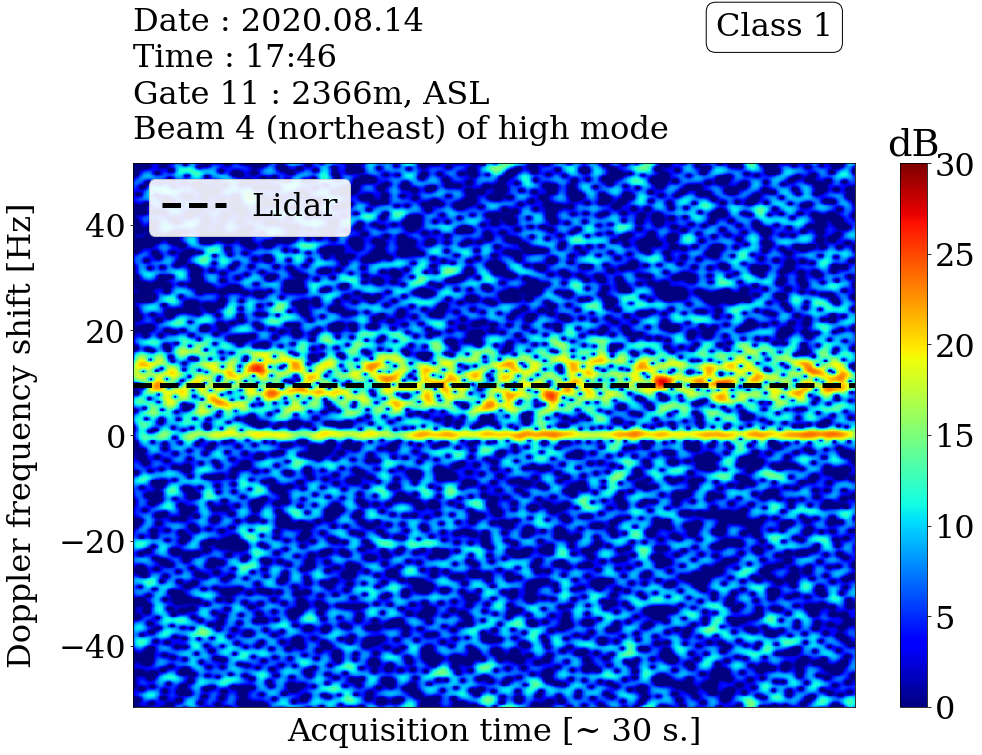 Date : 2020.08.14
Time : 17:46
Gate 11 : 2366m, ASL
Beam 4 (northeast) of high mode
Class 1
dB
Lidar
Doppler frequency shift [Hz]
40
20
0
−20
−40
30
25
20
15
10
5
0
Acquisition time [~ 30 s.]